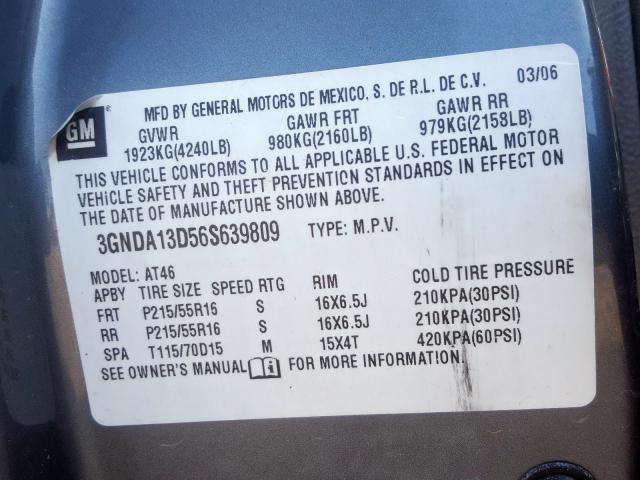 GM®
MFD BY GENERAL MOTORS DE MEXICO, S. DE R.L. DE C.V. 03/06
GVWR GAWR FRT GAWR RR
1923KG(4240LB) 980KG(2160LB) 979KG(2158LB)
THIS VEHICLE CONFORMS TO ALL APPLICABLE U.S. FEDERAL MOTOR
VEHICLE SAFETY AND THEFT PREVENTION STANDARDS IN EFFECT ON
THE DATE OF MANUFACTURE SHOWN ABOVE.
3GNDA13D56S639809 TYPE: M.P.V.
MODEL: AT46
APBY TIRE SIZE SPEED RTG RIM COLD TIRE PRESSURE
FRT P215/55R16 S 16X6.5J 210KPA(30PSI)
RR P215/55R16 S 16X6.5J 210KPA(30PSI)
SPA T115/70D15 M 15X4T 420KPA(60PSI)
SEE OWNER'S MANUAL FOR MORE INFORMATION.